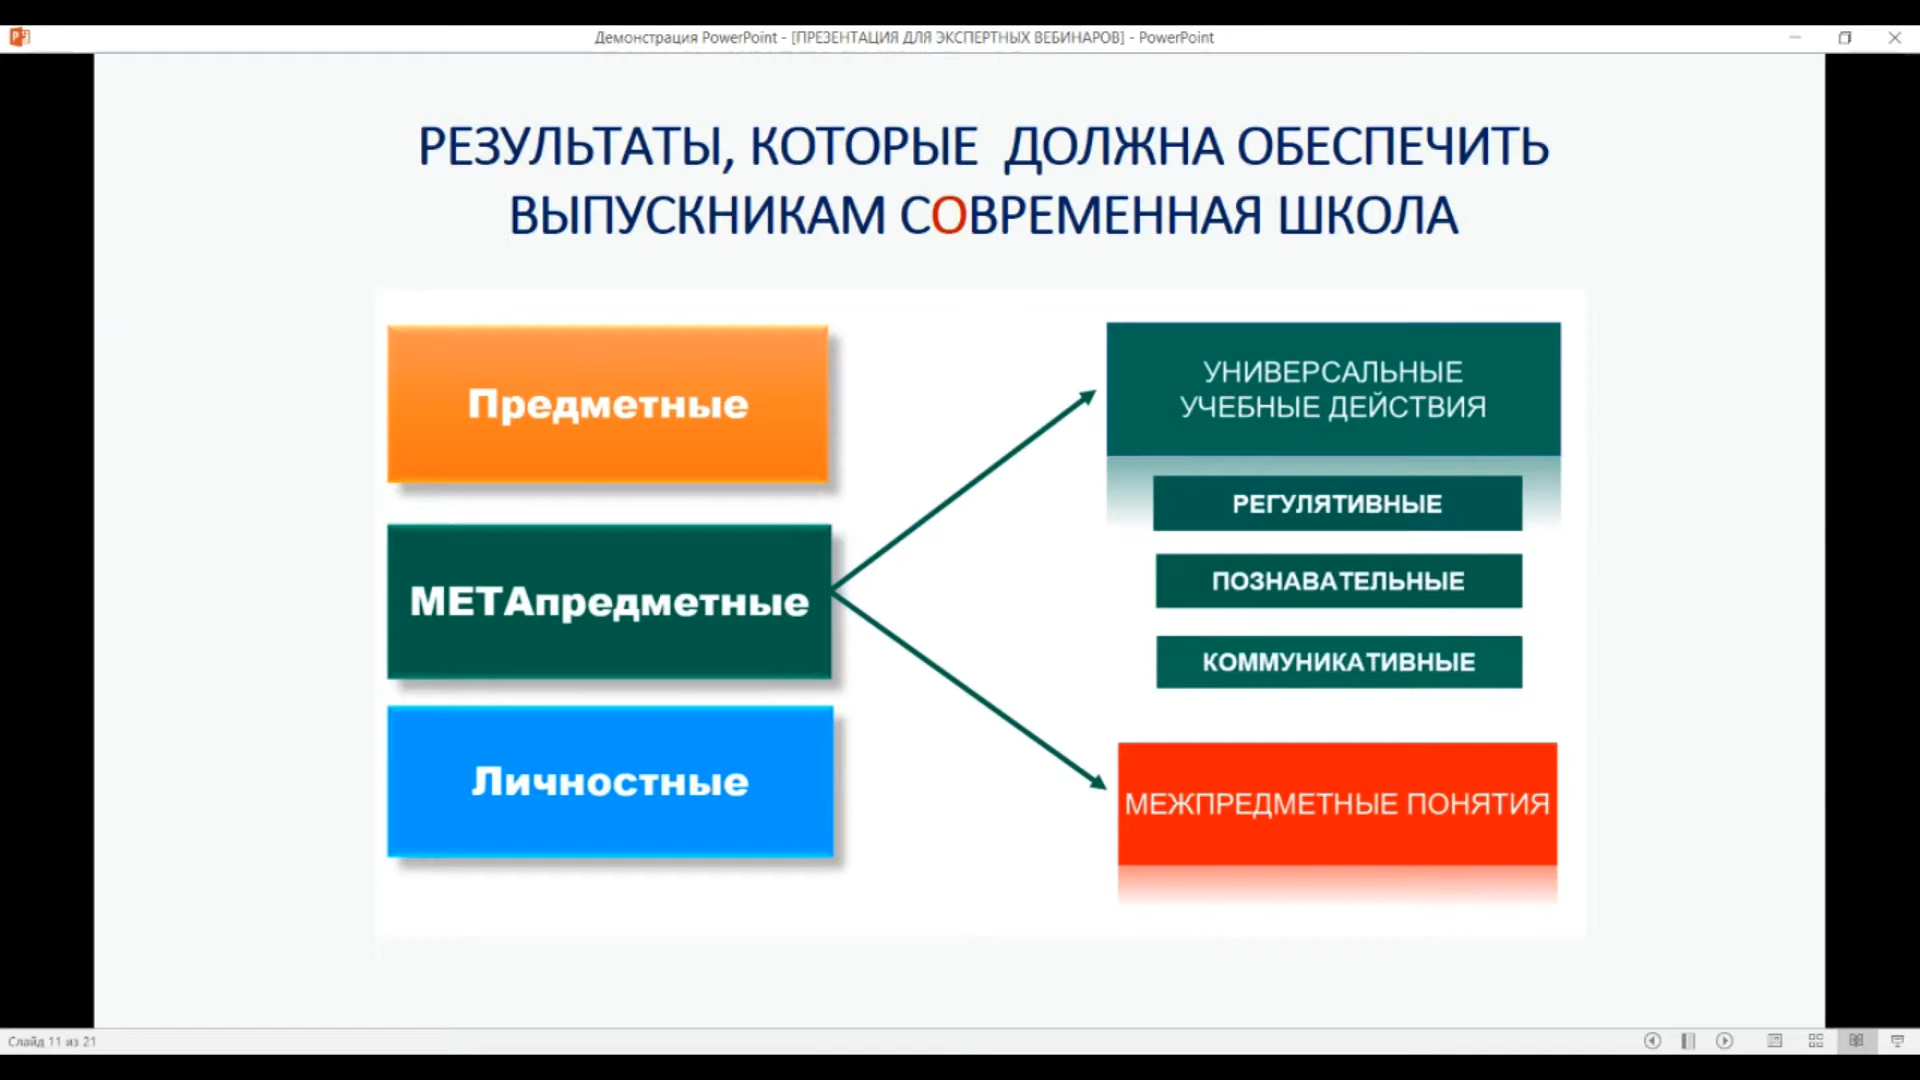 Демонстрация PowerPoint - [ПРЕЗЕНТАЦИЯ ДЛЯ ЭКСПЕРТНЫХ ВЕБИНАРОВ] - PowerPoint
РЕЗУЛЬТАТЫ, КОТОРЫЕ ДОЛЖНА ОБЕСПЕЧИТЬ
ВЫПУСКНИКАМ СОВРЕМЕННАЯ ШКОЛА
Предметные
МЕТАпредметные
Личностные
УНИВЕРСАЛЬНЫЕ
УЧЕБНЫЕ ДЕЙСТВИЯ
РЕГУЛЯТИВНЫЕ
ПОЗНАВАТЕЛЬНЫЕ
КОММУНИКАТИВНЫЕ
МЕЖПРЕДМЕТНЫЕ ПОНЯТИЯ
Слайд 11 из 21